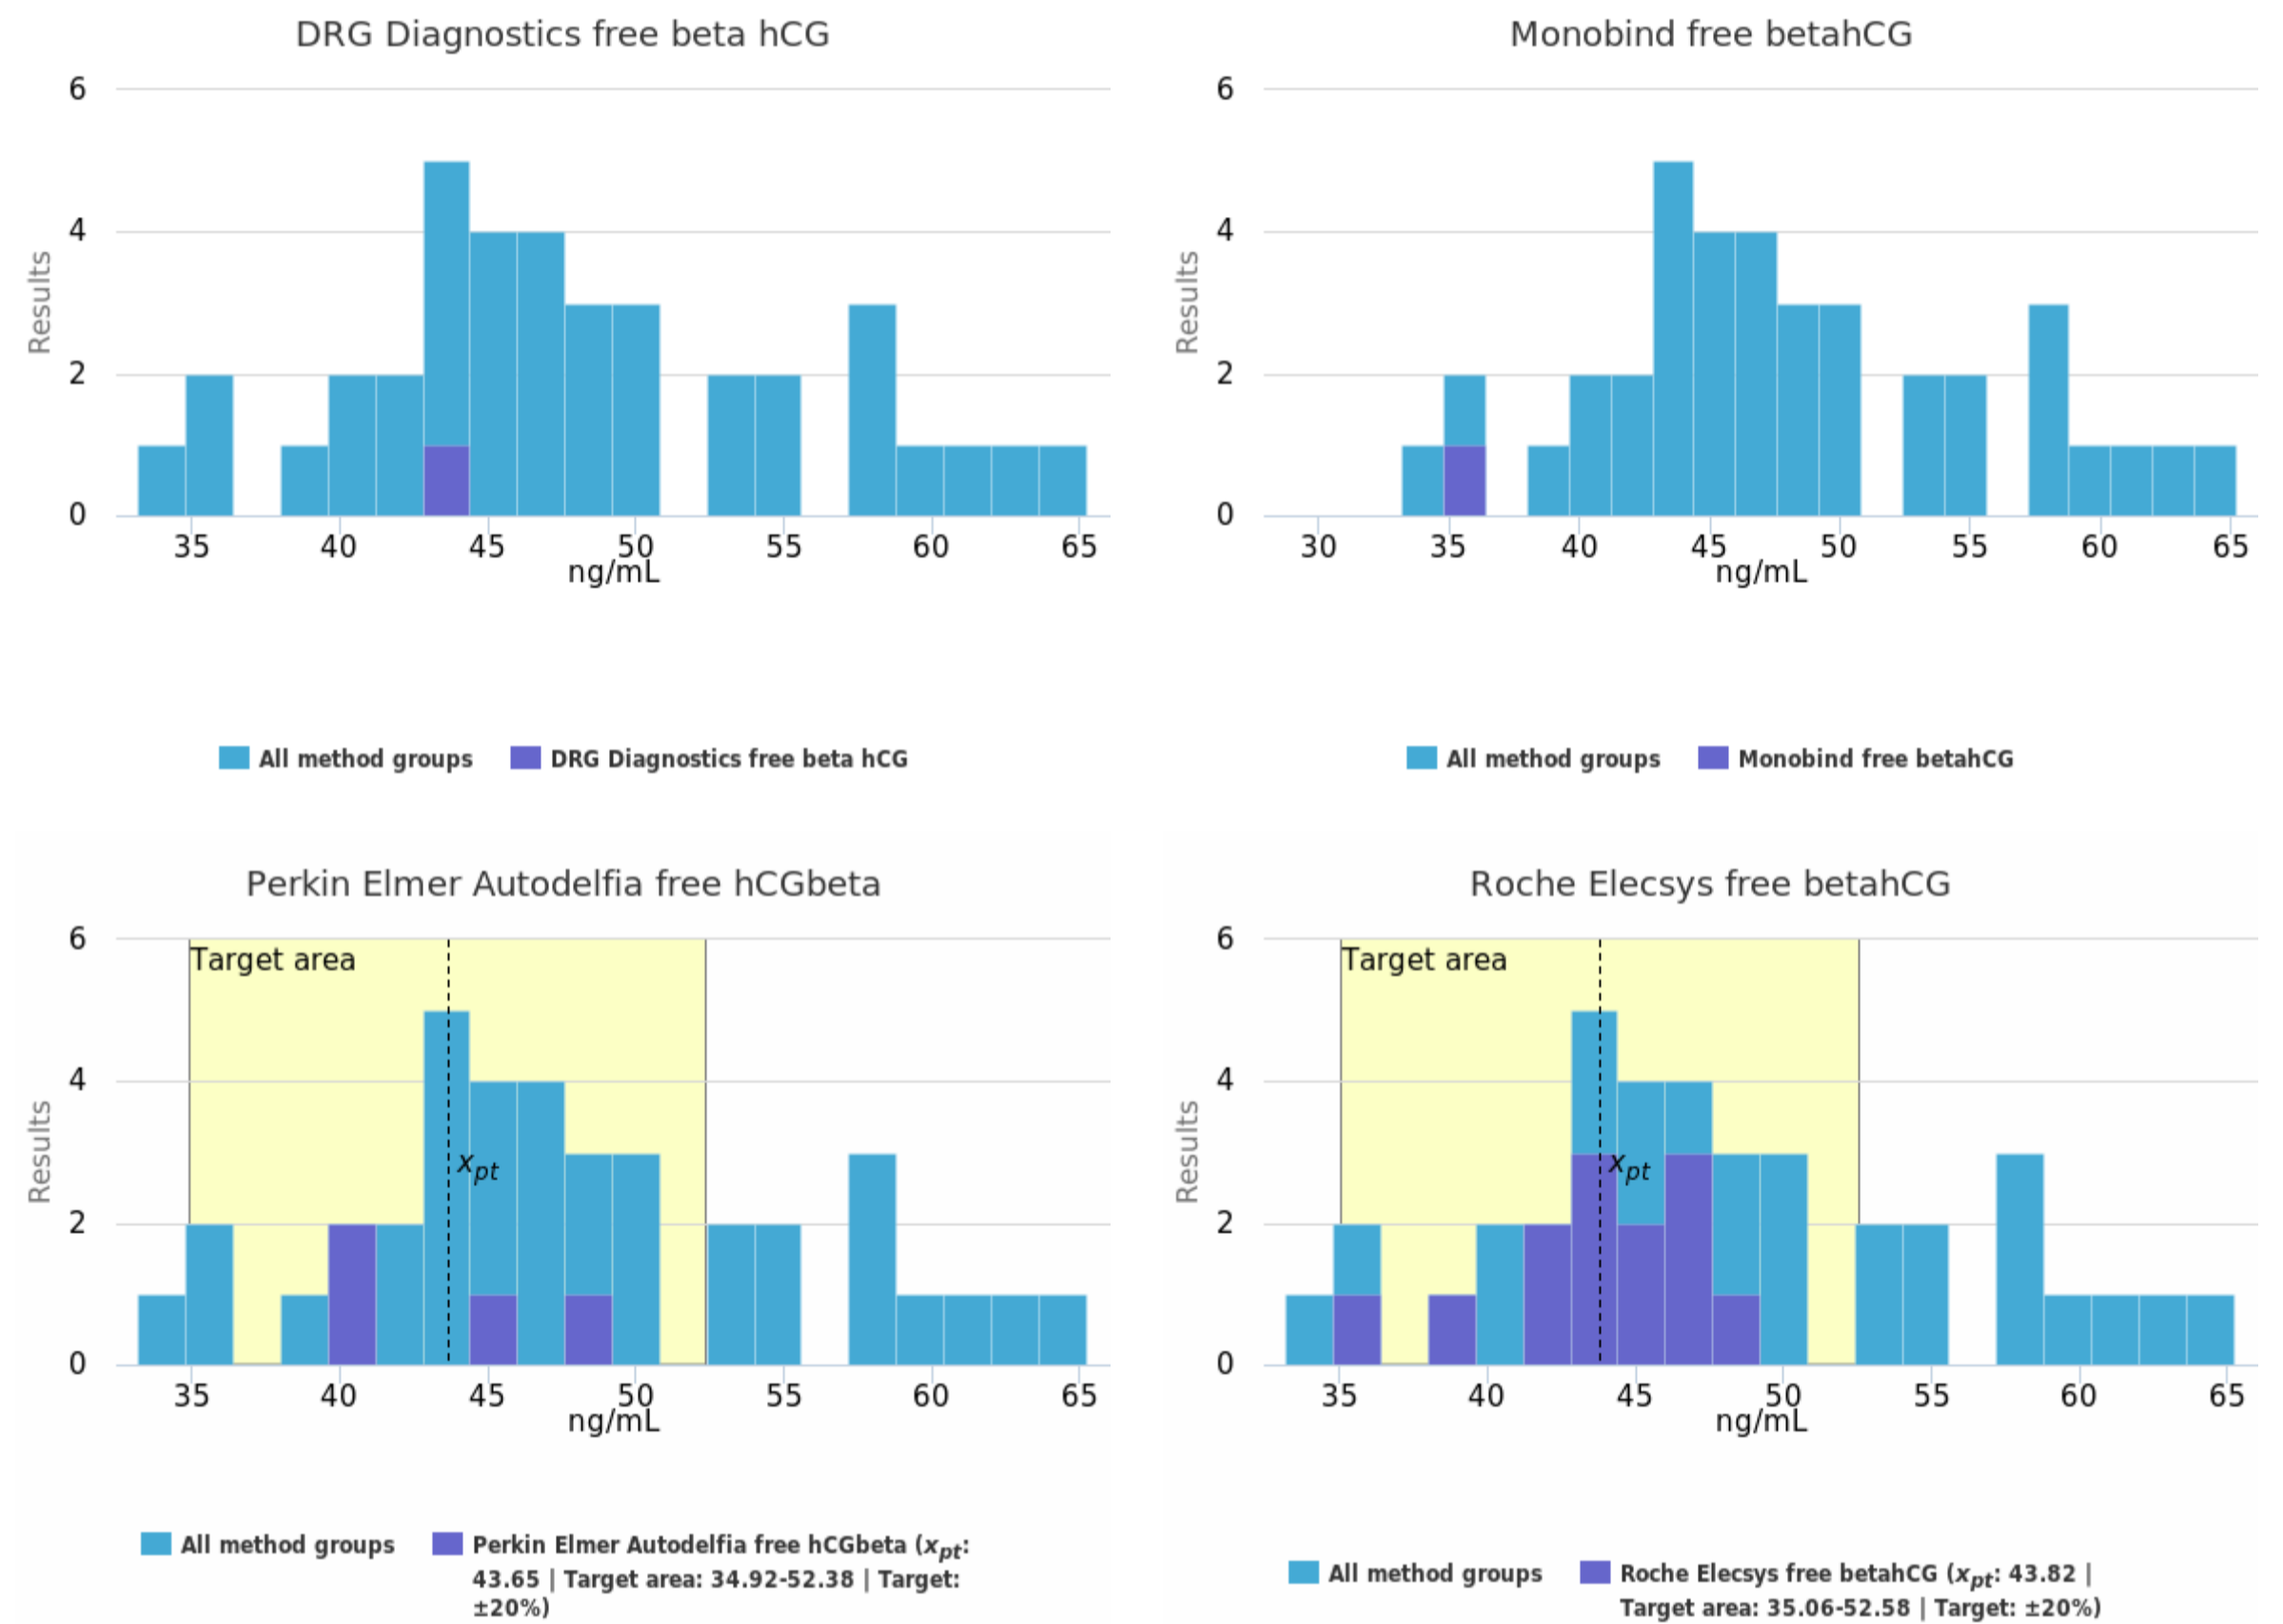 DRG Diagnostics free beta hCG
6
4
2
0
Results
35 40 45 50 55 60 65
ng/mL
All method groups DRG Diagnostics free beta hCG
Monobind free betahCG
6
4
2
0
Results
30 35 40 45 50 55 60 65
ng/mL
All method groups Monobind free betahCG
Perkin Elmer Autodelfia free hCGbeta
6
Target area
4
xpt
2
0
Results
35 40 45 50 55 60 65
ng/mL
All method groups Perkin Elmer Autodelfia free hCGbeta (xpt:
43.65 | Target area: 34.92-52.38 | Target:
±20%)
Roche Elecsys free betahCG
6
Target area
4
xpt
2
0
Results
35 40 45 50 55 60 65
ng/mL
All method groups Roche Elecsys free betahCG (xpt: 43.82 |
Target area: 35.06-52.58 | Target: ±20%)